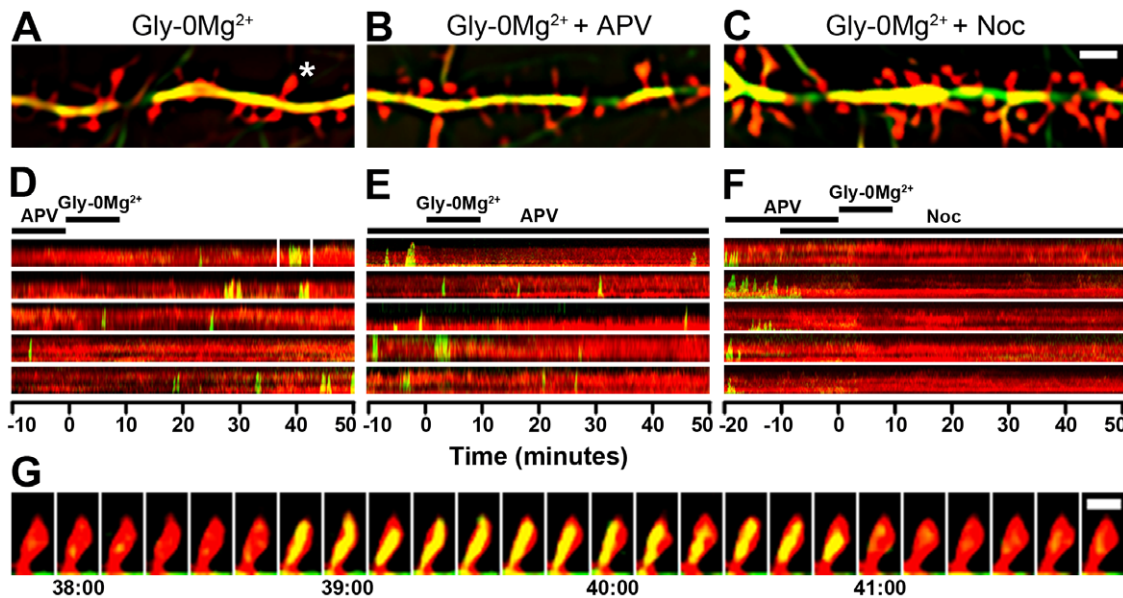 A Gly-0Mg²⁺
B Gly-0Mg²⁺ + APV
C Gly-0Mg²⁺ + Noc
*
D
APV
Gly-0Mg²⁺
E
Gly-0Mg²⁺
APV
F
Gly-0Mg²⁺
APV
Noc
-10 0 10 20 30 40 50
-10 0 10 20 30 40 50
-20 -10 0 10 20 30 40 50
Time (minutes)
G
38:00 39:00 40:00 41:00